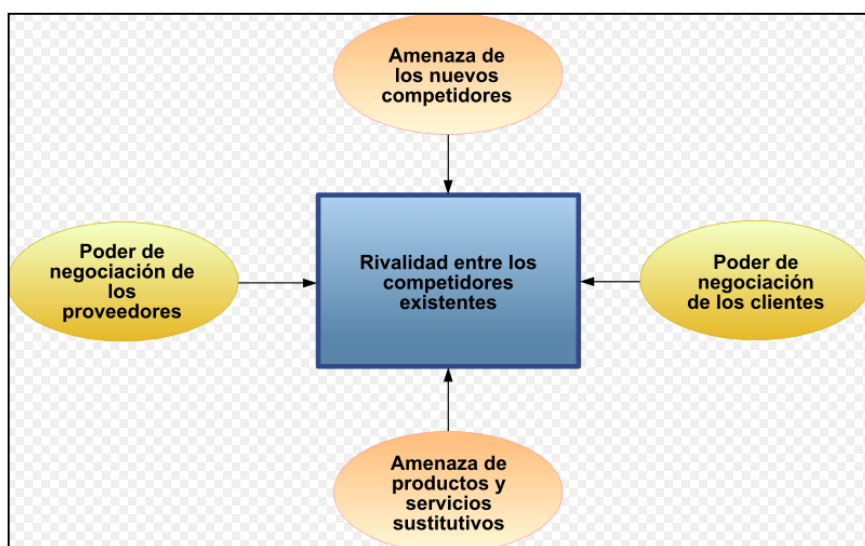 Amenaza de
los nuevos
competidores
Poder de
negociación de
los
proveedores
Rivalidad entre los
competidores
existentes
Poder de
negociación
de los clientes
Amenaza de
productos y
servicios
sustitutivos